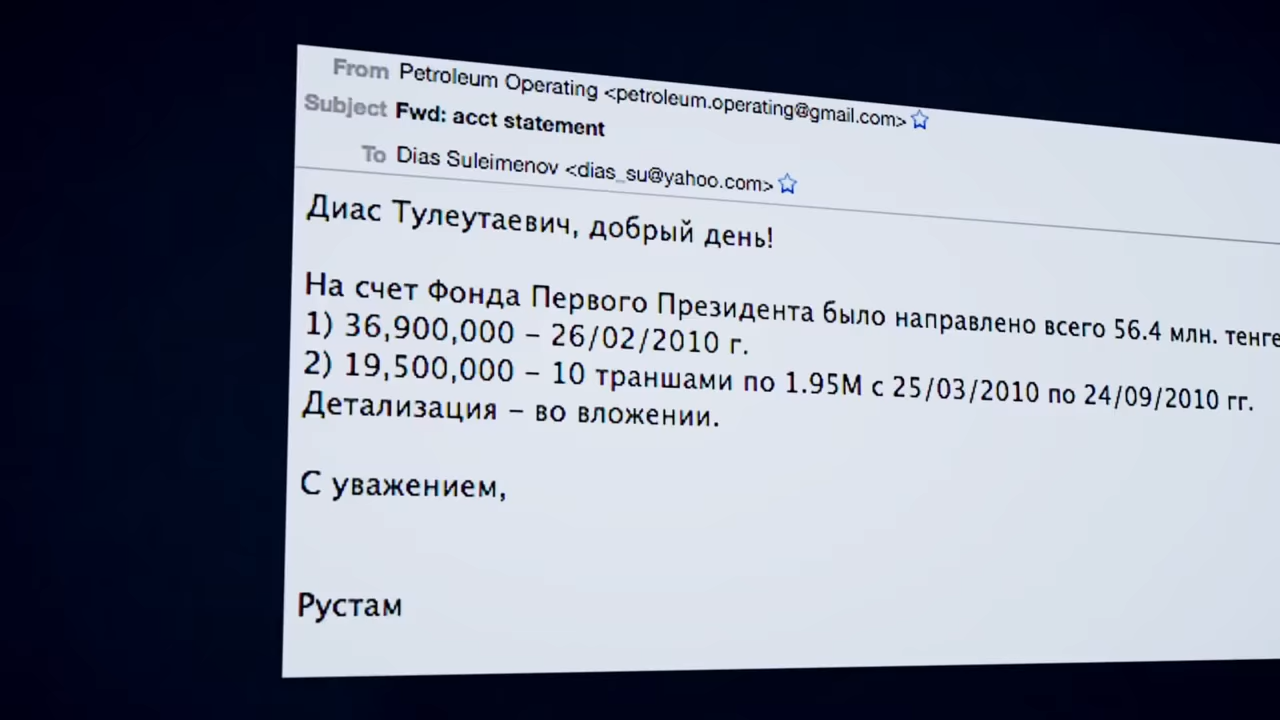 From Petroleum Operating <petroleum.operating@gmail.com>
Subject Fwd: acct statement
To Dias Suleimenov <dias_su@yahoo.com>
Диас Тулеутаевич, добрый день!
На счет Фонда Первого Президента было направлено всего 56.4 млн. тенге
1) 36,900,000 – 26/02/2010 г.
2) 19,500,000 – 10 траншами по 1.95М с 25/03/2010 по 24/09/2010 гг.
Детализация – во вложении.
С уважением,
Рустам